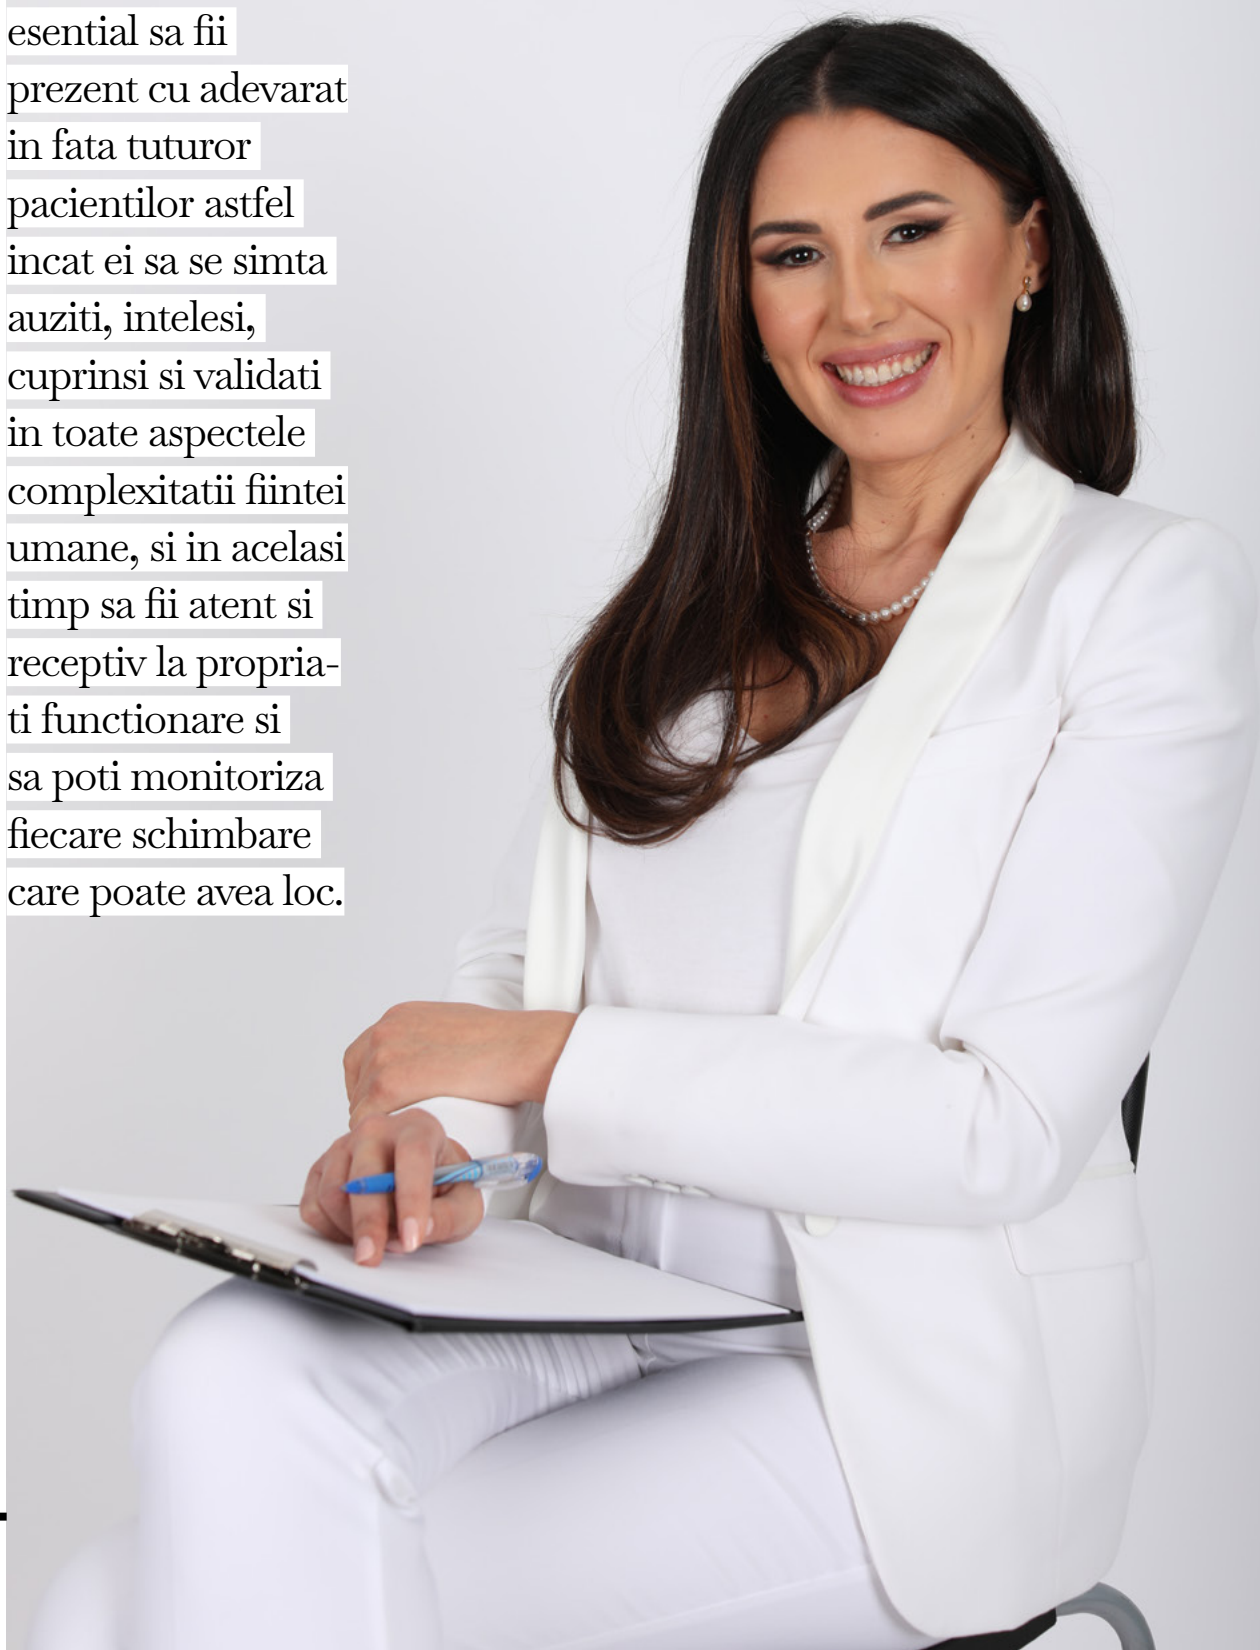 esential sa fii
prezent cu adevarat
in fata tuturor
pacientilor astfel
incat ei sa se simta
auziti, intelesi,
cuprinsi si validati
in toate aspectele
complexitatii fiintei
umane, si in acelasi
timp sa fii atent si
receptiv la propria-
ti functionare si
sa poti monitoriza
fiecare schimbare
care poate avea loc.